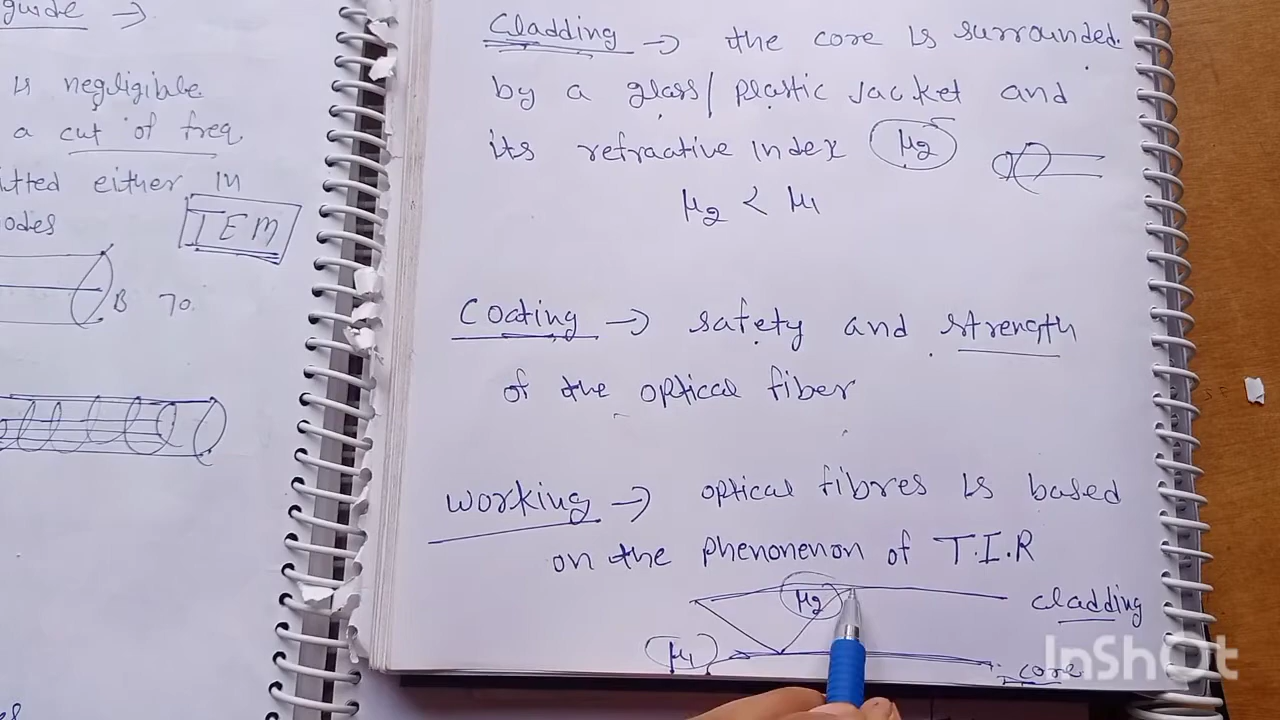 guide →
is negligible
a cut of freq
itted either in
odes
TEM
B 70.
Cladding → the core is surrounded
by a glass/plastic jacket and
its refractive index μ2
μ2 < μ1
Coating → safety and strength
of the optical fiber
Working → optical fibres is based
on the phenonenon of T.I.R
μ2 cladding
μ1 core
InShOt